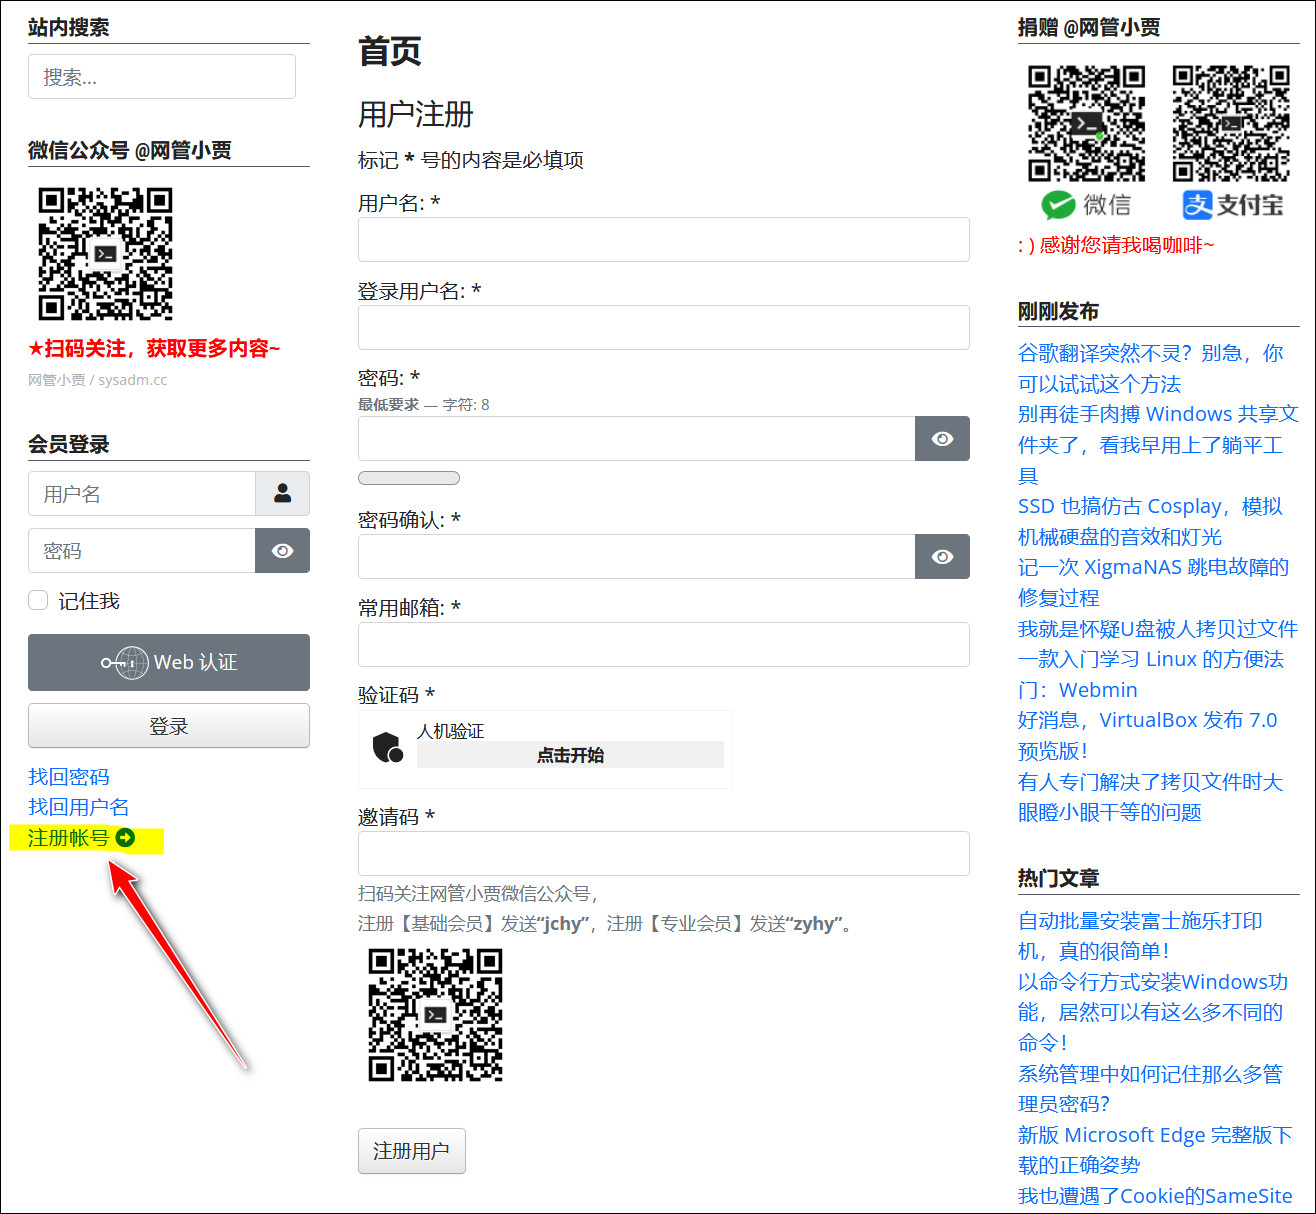 站内搜索
搜索...
微信公众号 @网管小贾
★扫码关注，获取更多内容~
网管小贾 / sysadm.cc
会员登录
用户名
密码
记住我
Web 认证
登录
找回密码
找回用户名
注册帐号
首页
用户注册
标记 * 号的内容是必填项
用户名: *
登录用户名: *
密码: *
最低要求 — 字符: 8
密码确认: *
常用邮箱: *
验证码 *
人机验证
点击开始
邀请码 *
扫码关注网管小贾微信公众号，
注册【基础会员】发送“jchy”，注册【专业会员】发送“zyhy”。
注册用户
捐赠 @网管小贾
微信
支付宝
: ) 感谢您请我喝咖啡~
刚刚发布
谷歌翻译突然不灵？别急，你
可以试试这个方法
别再徒手肉搏 Windows 共享文
件夹了，看我早用上了躺平工
具
SSD 也搞仿古 Cosplay，模拟
机械硬盘的音效和灯光
记一次 XigmaNAS 跳电故障的
修复过程
我就是怀疑U盘被人拷贝过文件
一款入门学习 Linux 的方便法
门：Webmin
好消息，VirtualBox 发布 7.0
预览版！
有人专门解决了拷贝文件时大
眼瞪小眼干等的问题
热门文章
自动批量安装富士施乐打印
机，真的很简单！
以命令行方式安装Windows功
能，居然可以有这么多不同的
命令！
系统管理中如何记住那么多管
理员密码？
新版 Microsoft Edge 完整版下
载的正确姿势
我也遭遇了Cookie的SameSite